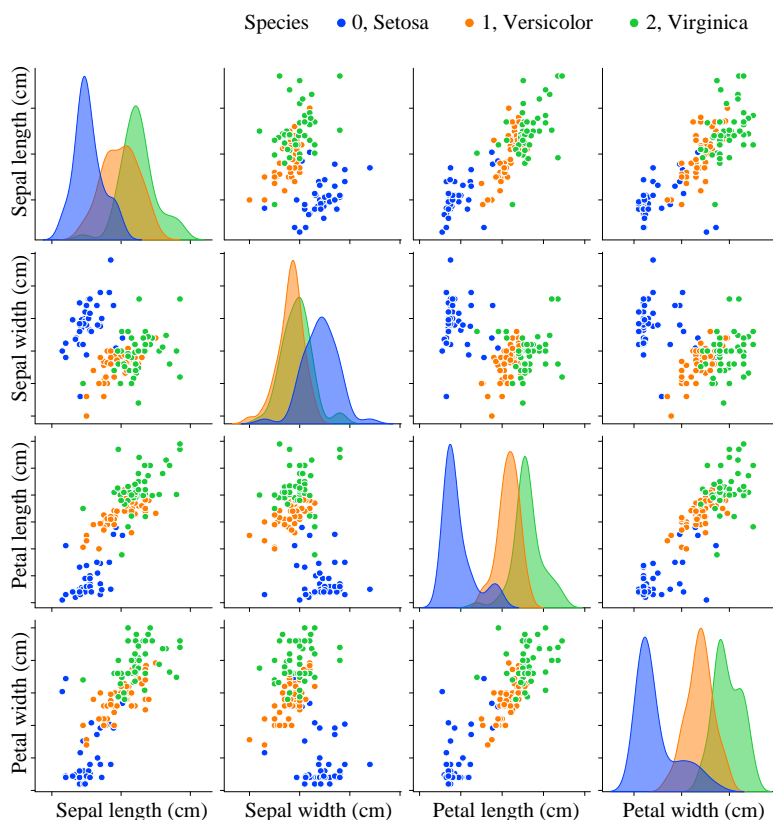 Species 0, Setosa 1, Versicolor 2, Virginica
Sepal length (cm)
Sepal width (cm)
Petal length (cm)
Petal width (cm)
Sepal length (cm) Sepal width (cm) Petal length (cm) Petal width (cm)